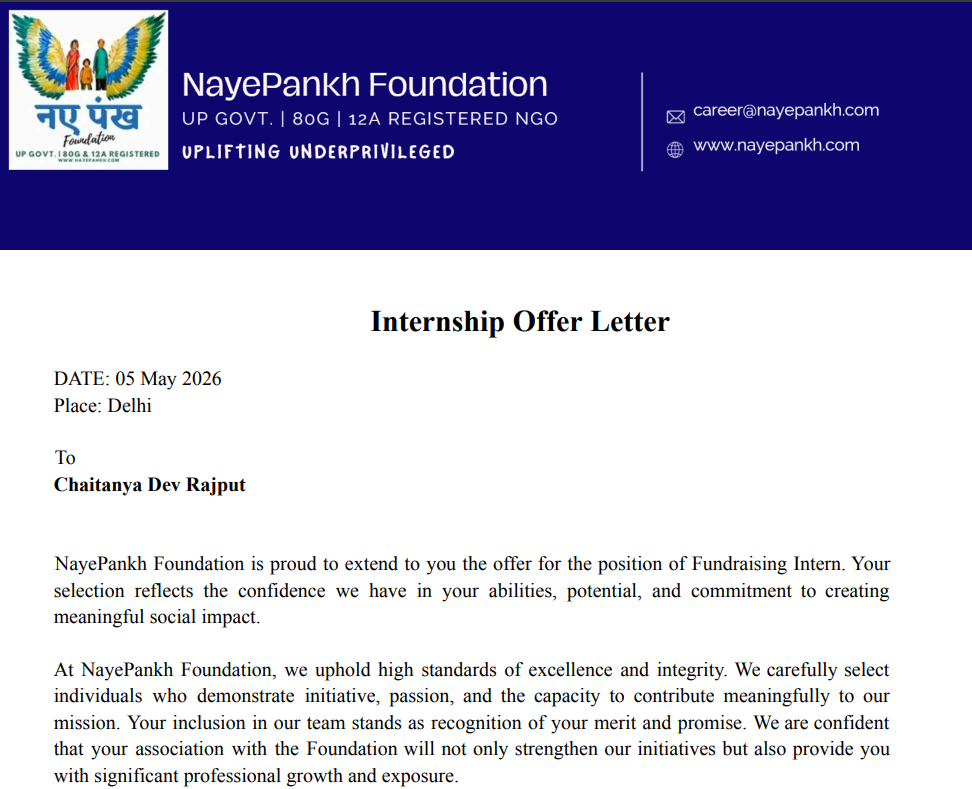 नए पंख
Foundation
UP GOVT. | 80G & 12A REGISTERED
WWW.NAYEPANKH.COM
NayePankh Foundation
UP GOVT. | 80G | 12A REGISTERED NGO
UPLIFTING UNDERPRIVILEGED
career@nayepankh.com
www.nayepankh.com
Internship Offer Letter
DATE: 05 May 2026
Place: Delhi
To
Chaitanya Dev Rajput
NayePankh Foundation is proud to extend to you the offer for the position of Fundraising Intern. Your
selection reflects the confidence we have in your abilities, potential, and commitment to creating
meaningful social impact.
At NayePankh Foundation, we uphold high standards of excellence and integrity. We carefully select
individuals who demonstrate initiative, passion, and the capacity to contribute meaningfully to our
mission. Your inclusion in our team stands as recognition of your merit and promise. We are confident
that your association with the Foundation will not only strengthen our initiatives but also provide you
with significant professional growth and exposure.